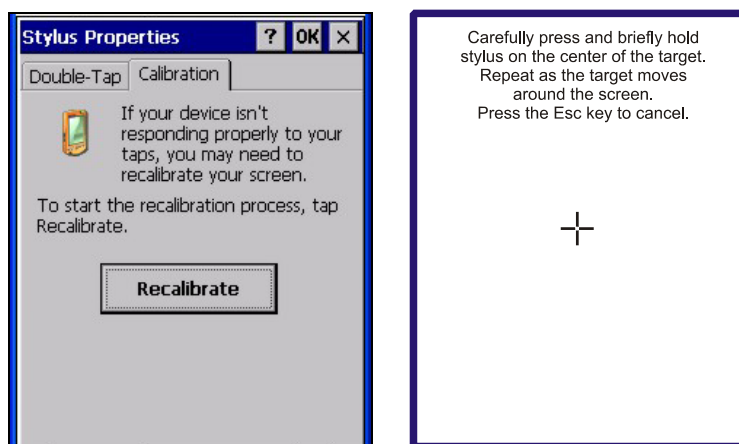 Stylus Properties ? OK ×
Double-Tap Calibration
If your device isn't
responding properly to your
taps, you may need to
recalibrate your screen.
To start the recalibration process, tap
Recalibrate.
Recalibrate
Carefully press and briefly hold
stylus on the center of the target.
Repeat as the target moves
around the screen.
Press the Esc key to cancel.